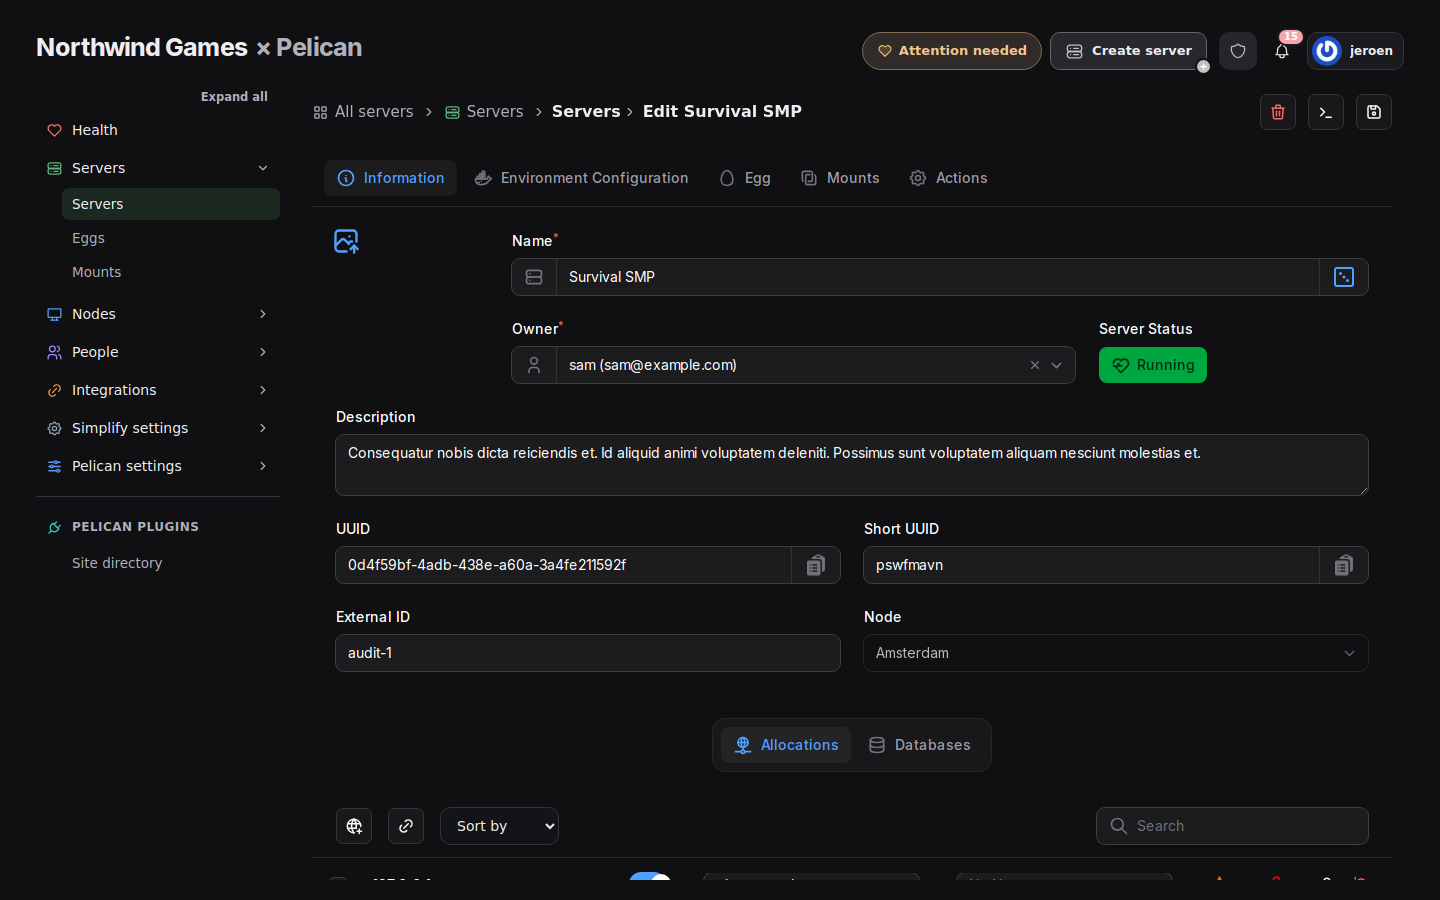 Northwind Games × Pelican
Attention needed
Create server
15
jeroen
Expand all
Health
Servers
Servers
Eggs
Mounts
Nodes
People
Integrations
Simplify settings
Pelican settings
PELICAN PLUGINS
Site directory
All servers > Servers > Servers > Edit Survival SMP
Information
Environment Configuration
Egg
Mounts
Actions
Name*
Survival SMP
Owner*
Server Status
sam (sam@example.com)
Running
Description
Consequatur nobis dicta reiciendis et. Id aliquid animi voluptatem deleniti. Possimus sunt voluptatem aliquam nesciunt molestias et.
UUID
Short UUID
0d4f59bf-4adb-438e-a60a-3a4fe211592f
pswfmavn
External ID
Node
audit-1
Amsterdam
Allocations
Databases
Sort by
Search